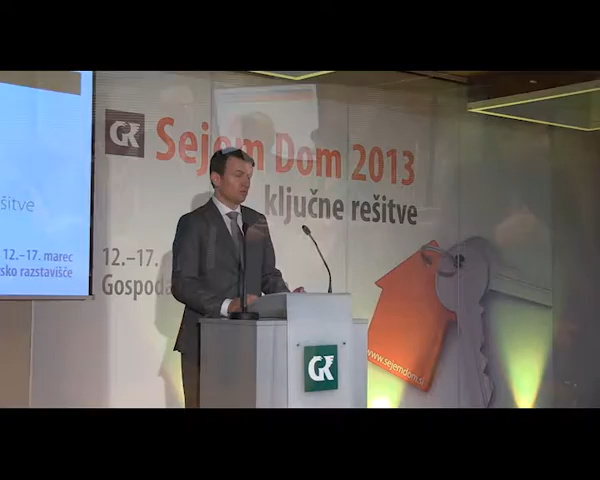 GR
Sejem Dom 2013
ključne rešitve
šitve
12.–17. marec
sko razstavišče
12.–17.
Gospoda
www.sejemdom.si
GR